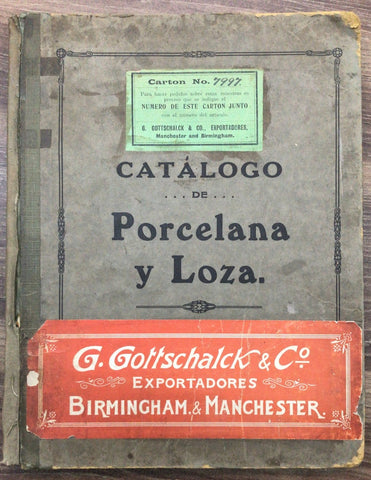 Carton No. 7997
Para hacer pedidos sobre estas muestras es
preciso que se indique el
NUMERO DE ESTE CARTON JUNTO
con el número del artículo.
G. GOTTSCHALCK & CO., EXPORTADORES,
Manchester and Birmingham.
CATÁLOGO
... DE ...
Porcelana
y Loza.
G. Gottschalck & Co.
EXPORTADORES
BIRMINGHAM & MANCHESTER.